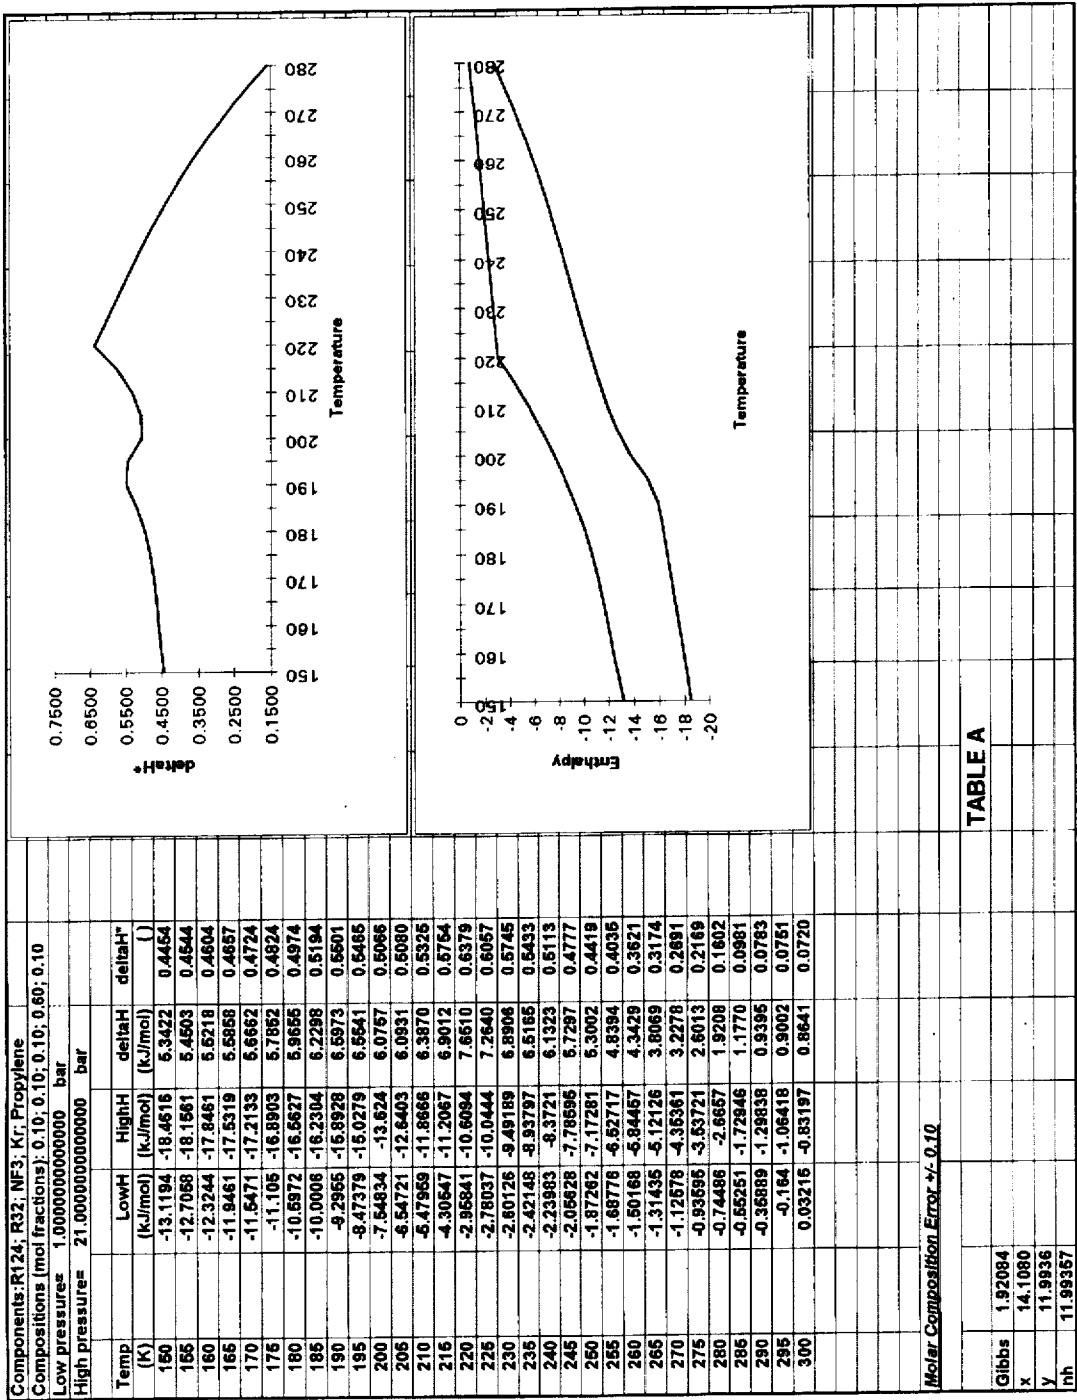 Components:R124; R32; NF3; Kr; Propylene
Compositions (mol fractions): 0.10; 0.10; 0.10; 0.60; 0.10
Low pressure= 1.00000000000000 bar
High pressure= 21.0000000000000 bar
Temp LowH HighH deltaH deltaH*
(K) (kJ/mol) (kJ/mol) (kJ/mol) ( )
150 -13.1194 -18.4616 5.3422 0.4454
155 -12.7058 -18.1561 5.4503 0.4544
160 -12.3244 -17.8461 5.5218 0.4604
165 -11.9461 -17.5319 5.5858 0.4657
170 -11.5471 -17.2133 5.6662 0.4724
175 -11.105 -16.8903 5.7852 0.4824
180 -10.5972 -16.5627 5.9655 0.4974
185 -10.0006 -16.2304 6.2298 0.5194
190 -9.2955 -15.8928 6.5973 0.5501
195 -8.47379 -15.0279 6.5541 0.5465
200 -7.54834 -13.624 6.0757 0.5066
205 -6.54721 -12.6403 6.0931 0.5080
210 -5.47959 -11.8666 6.3870 0.5325
215 -4.30547 -11.2067 6.9012 0.5754
220 -2.95841 -10.6094 7.6510 0.6379
225 -2.78037 -10.0444 7.2640 0.6057
230 -2.60126 -9.49189 6.8906 0.5745
235 -2.42148 -8.93797 6.5165 0.5433
240 -2.23983 -8.3721 6.1323 0.5113
245 -2.05628 -7.78595 5.7297 0.4777
250 -1.87262 -7.17281 5.3002 0.4419
255 -1.68776 -6.52717 4.8394 0.4035
260 -1.50168 -5.84457 4.3429 0.3621
265 -1.31435 -5.12126 3.8069 0.3174
270 -1.12578 -4.35361 3.2278 0.2691
275 -0.93595 -3.53721 2.6013 0.2169
280 -0.74486 -2.6657 1.9208 0.1602
285 -0.55251 -1.72946 1.1770 0.0981
290 -0.35889 -1.29838 0.9395 0.0783
295 -0.164 -1.06418 0.9002 0.0751
300 0.03215 -0.83197 0.8641 0.0720
Molar Composition Error +/- 0.10
Gibbs 1.92084
x 14.1080
y 11.9936
nh 11.99357
deltaH*
0.7500
0.6500
0.5500
0.4500
0.3500
0.2500
0.1500
150 160 170 180 190 200 210 220 230 240 250 260 270 280
Temperature
Enthalpy
0
-2
-4
-6
-8
-10
-12
-14
-16
-18
-20
150 160 170 180 190 200 210 220 230 240 250 260 270 280
Temperature
TABLE A